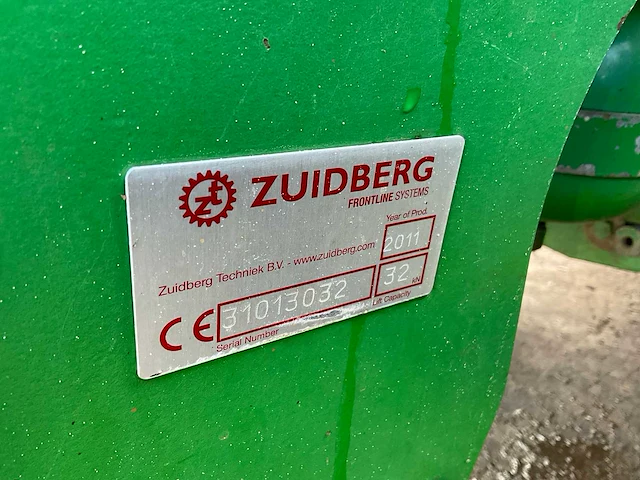 zt ZUIDBERG
FRONTLINE SYSTEMS
Year of Prod.
2011
Zuidberg Techniek B.V. - www.zuidberg.com
32 kN
Lift Capacity
CE 31013032
Serial Number